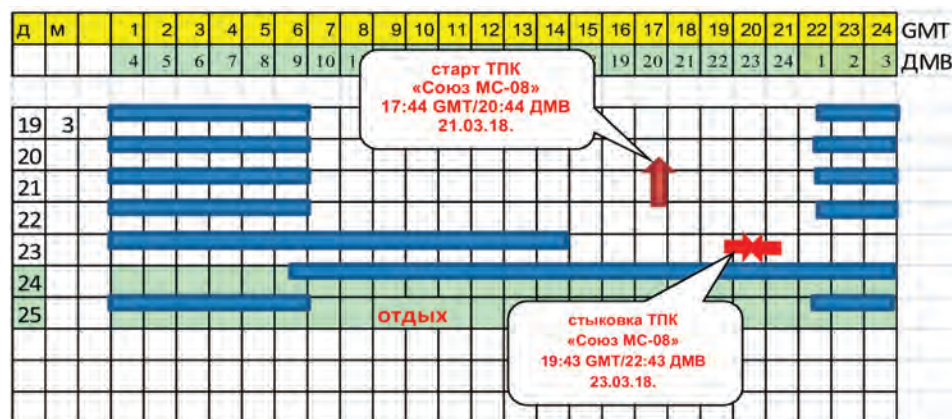 Д М 1 2 3 4 5 6 7 8 9 10 11 12 13 14 15 16 17 18 19 20 21 22 23 24 GMT
4 5 6 7 8 9 10 19 20 21 22 23 24 1 2 3 ДМВ
старт ТПК
«Союз МС-08»
17:44 GMT/20:44 ДМВ
21.03.18.
19 3
20
21
22
23
24
25 отдых
стыковка ТПК
«Союз МС-08»
19:43 GMT/22:43 ДМВ
23.03.18.